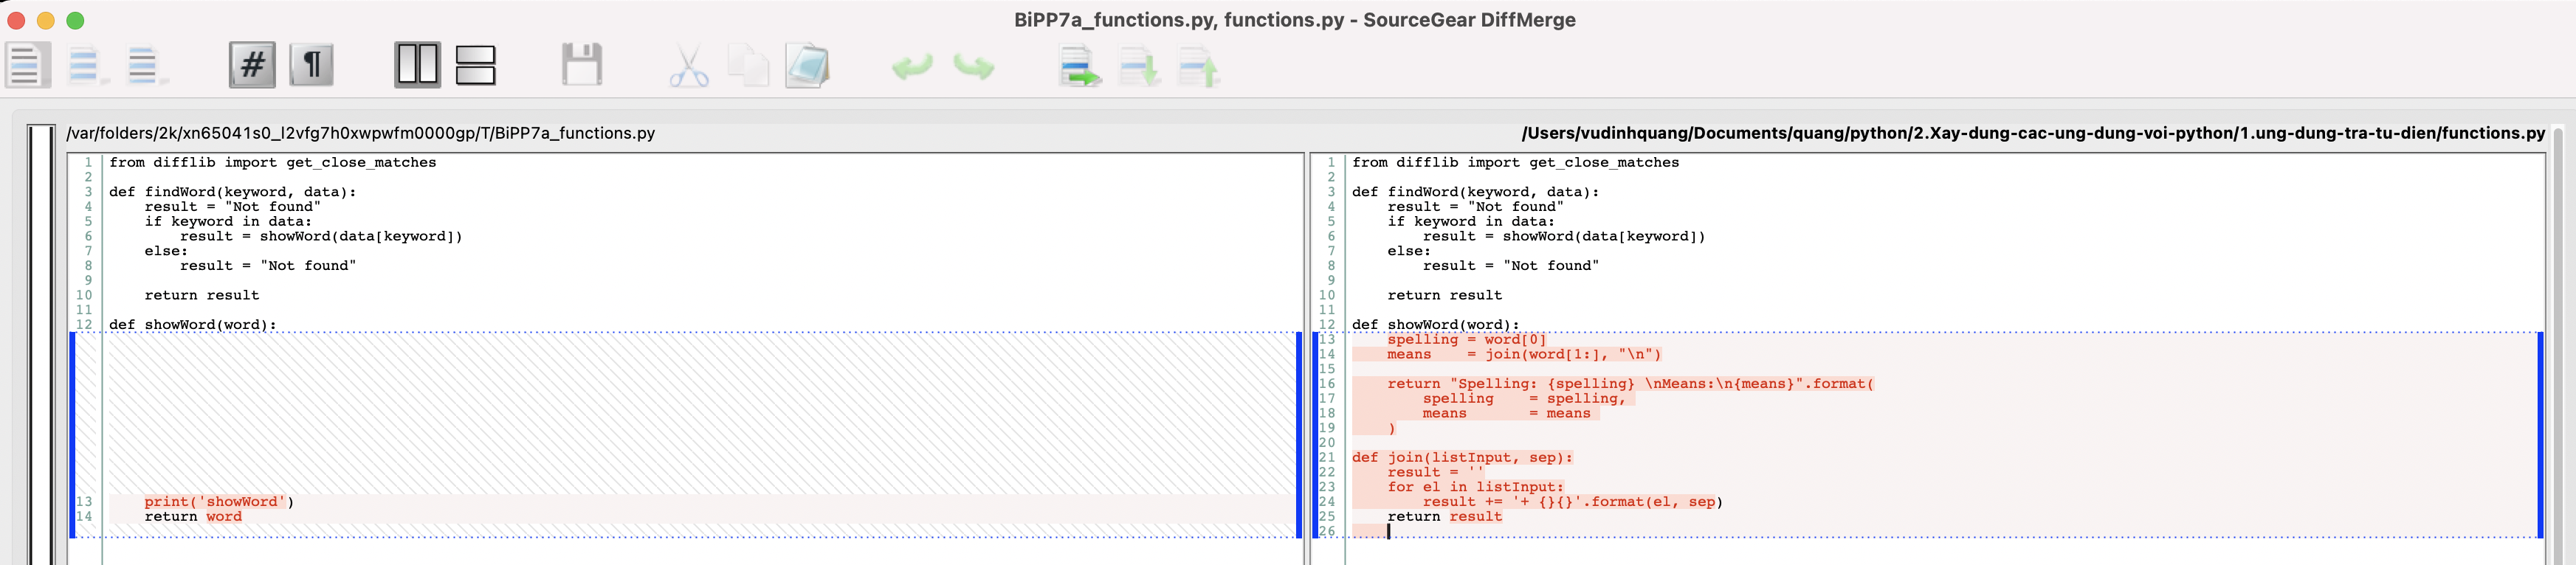 BiPP7a_functions.py, functions.py - SourceGear DiffMerge
# ¶
/var/folders/2k/xn65041s0_l2vfg7h0xwpwfm0000gp/T/BiPP7a_functions.py
1 from difflib import get_close_matches
2
3 def findWord(keyword, data):
4     result = "Not found"
5     if keyword in data:
6         result = showWord(data[keyword])
7     else:
8         result = "Not found"
9
10     return result
11
12 def showWord(word):
13     print('showWord')
14     return word
/Users/vudinhquang/Documents/quang/python/2.Xay-dung-cac-ung-dung-voi-python/1.ung-dung-tra-tu-dien/functions.py
1 from difflib import get_close_matches
2
3 def findWord(keyword, data):
4     result = "Not found"
5     if keyword in data:
6         result = showWord(data[keyword])
7     else:
8         result = "Not found"
9
10     return result
11
12 def showWord(word):
13     spelling = word[0]
14     means    = join(word[1:], "\n")
15
16     return "Spelling: {spelling} \nMeans:\n{means}".format(
17         spelling    = spelling,
18         means       = means
19     )
20
21 def join(listInput, sep):
22     result = ''
23     for el in listInput:
24         result += '+ {}{}'.format(el, sep)
25     return result
26